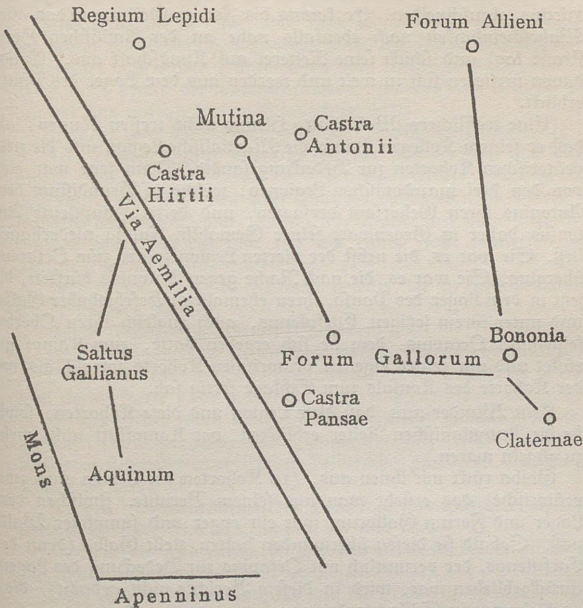 Regium Lepidi
Forum Allieni
Mutina
Castra
Antonii
Castra
Hirtii
Via Aemilia
Saltus
Gallianus
Forum Gallorum
Bononia
Castra
Pansae
Claternae
Mons
Aquinum
Apenninus